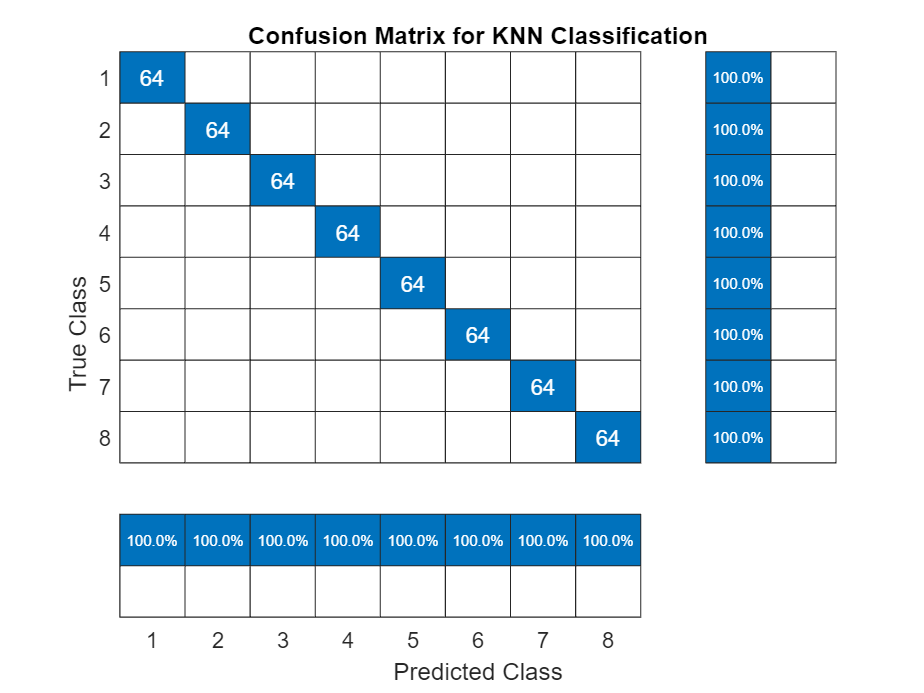 Confusion Matrix for KNN Classification
1 64 100.0%
2 64 100.0%
3 64 100.0%
4 64 100.0%
5 64 100.0%
6 64 100.0%
7 64 100.0%
8 64 100.0%
True Class
100.0% 100.0% 100.0% 100.0% 100.0% 100.0% 100.0% 100.0%
1 2 3 4 5 6 7 8
Predicted Class